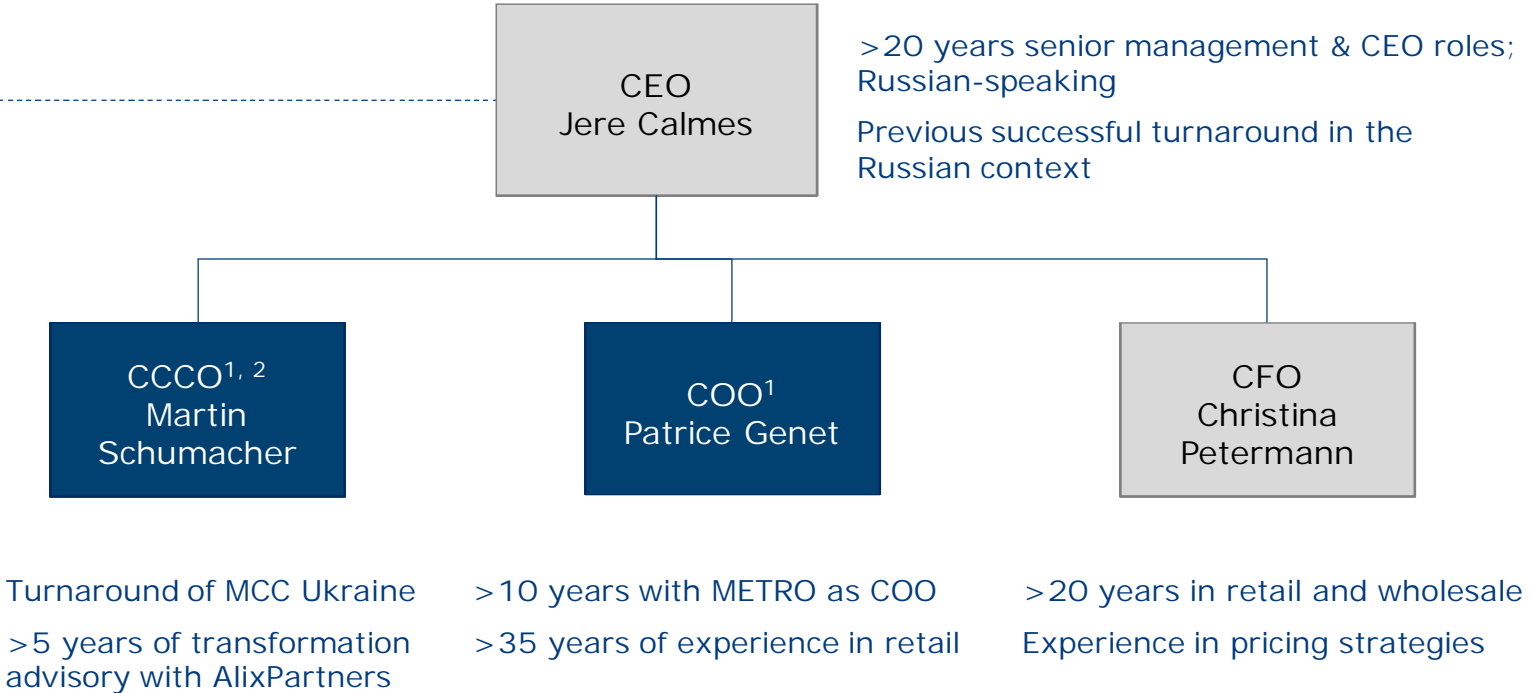 CEO
Jere Calmes
>20 years senior management & CEO roles;
Russian-speaking
Previous successful turnaround in the
Russian context
CCCO1, 2
Martin
Schumacher
COO1
Patrice Genet
CFO
Christina
Petermann
Turnaround of MCC Ukraine
>5 years of transformation
advisory with AlixPartners
>10 years with METRO as COO
>35 years of experience in retail
>20 years in retail and wholesale
Experience in pricing strategies